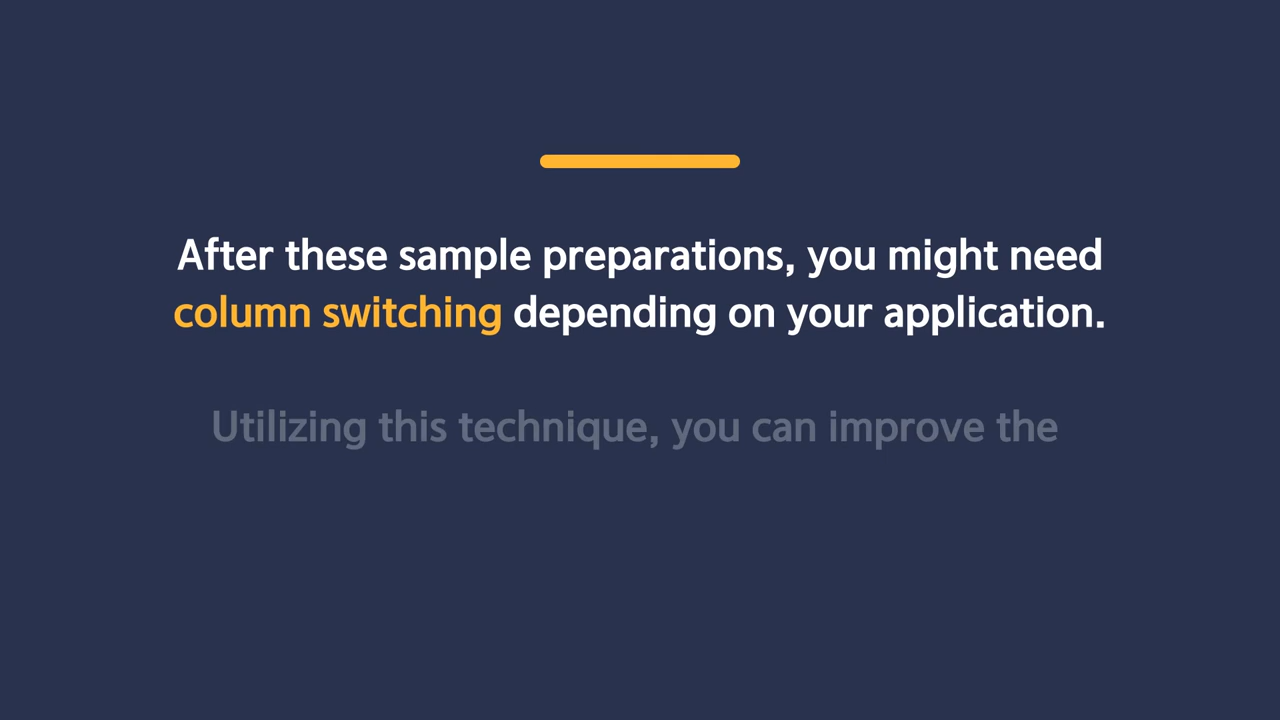 After these sample preparations, you might need
column switching depending on your application.
Utilizing this technique, you can improve the